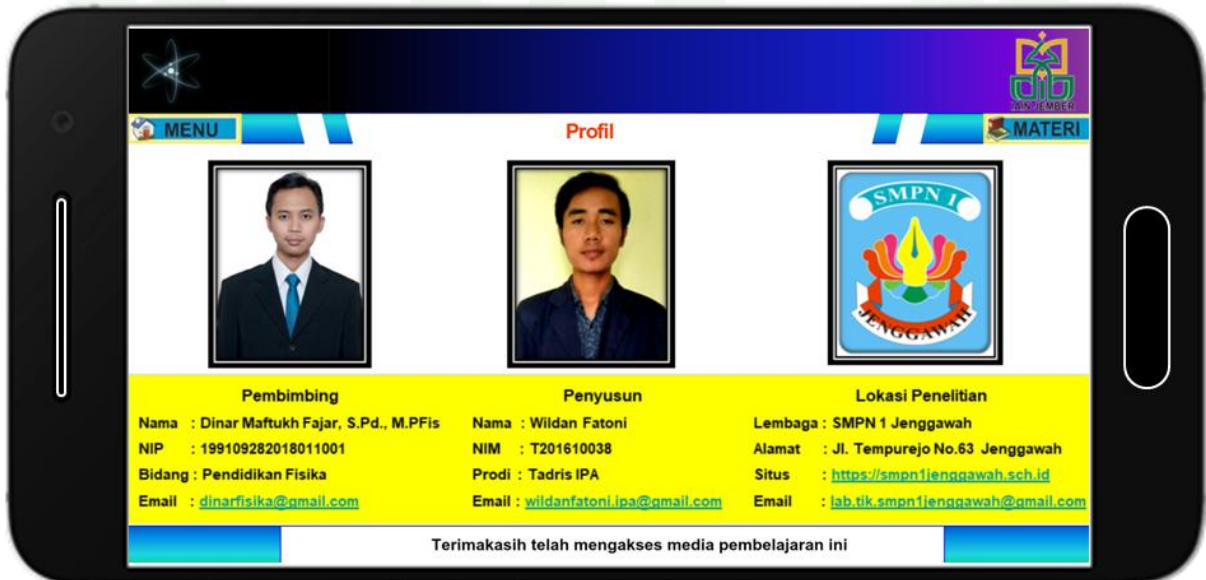 IAIN JEMBER
MENU
Profil
MATERI
SMPN 1
JENGGAWAH
Pembimbing
Nama : Dinar Maftukh Fajar, S.Pd., M.PFis
NIP : 199109282018011001
Bidang : Pendidikan Fisika
Email : dinarfisika@gmail.com
Penyusun
Nama : Wildan Fatoni
NIM : T201610038
Prodi : Tadris IPA
Email : wildanfatoni.ipa@gmail.com
Lokasi Penelitian
Lembaga : SMPN 1 Jenggawah
Alamat : Jl. Tempurejo No.63 Jenggawah
Situs : https://smpn1jenggawah.sch.id
Email : lab.tik.smpn1jenggawah@gmail.com
Terimakasih telah mengakses media pembelajaran ini